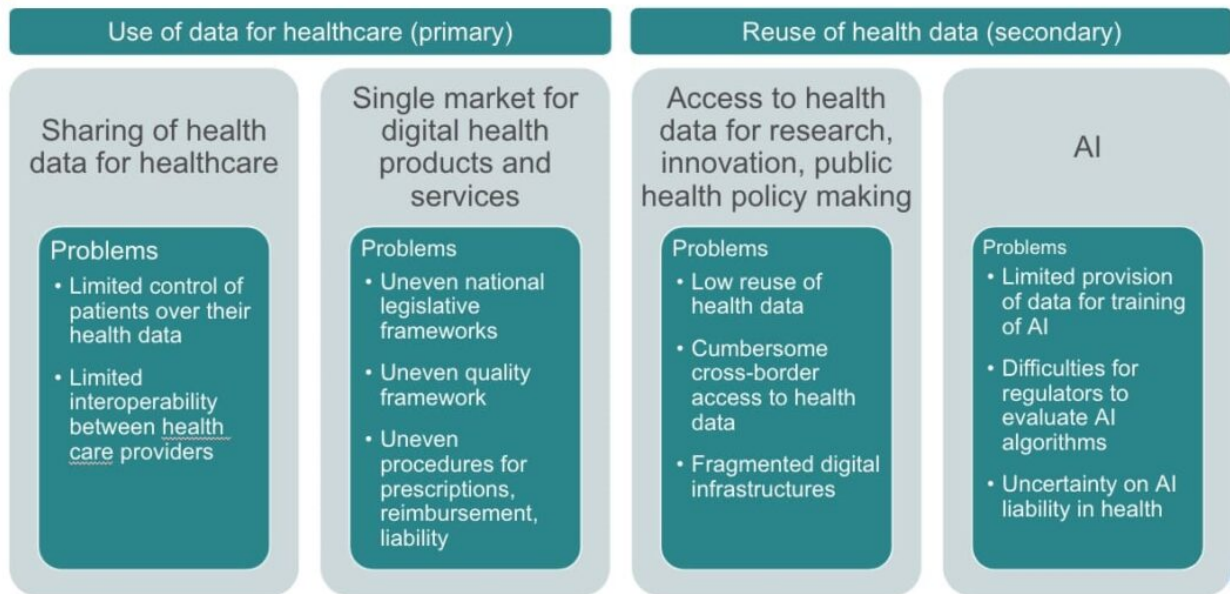 Use of data for healthcare (primary)
Reuse of health data (secondary)
Sharing of health
data for healthcare
Problems
• Limited control of
patients over their
health data
• Limited
interoperability
between health
care providers
Single market for
digital health
products and
services
Problems
• Uneven national
legislative
frameworks
• Uneven quality
framework
• Uneven
procedures for
prescriptions,
reimbursement,
liability
Access to health
data for research,
innovation, public
health policy making
Problems
• Low reuse of
health data
• Cumbersome
cross-border
access to health
data
• Fragmented digital
infrastructures
AI
Problems
• Limited provision
of data for training
of AI
• Difficulties for
regulators to
evaluate AI
algorithms
• Uncertainty on AI
liability in health